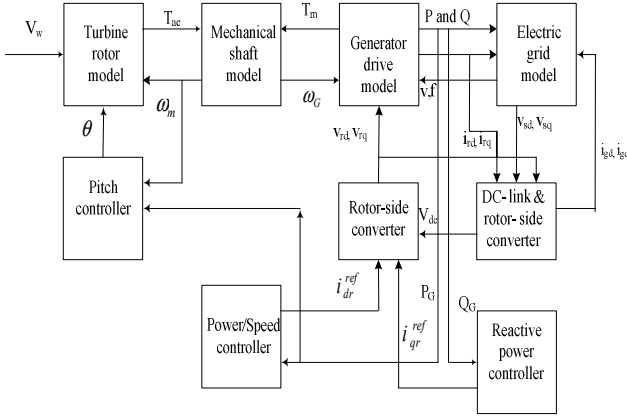 V_w
Turbine
rotor
model
T_ae
Mechanical
shaft
model
T_m
Generator
drive
model
P and Q
Electric
grid
model
ω_m
ω_G
v,f
θ
v_rd, v_rq
i_rd, i_rq
v_sd, v_sq
i_gd, i_gq
Pitch
controller
Rotor-side
converter
V_dc
DC- link &
rotor- side
converter
i_dr^ref
P_G
Q_G
Power/Speed
controller
i_qr^ref
Reactive
power
controller